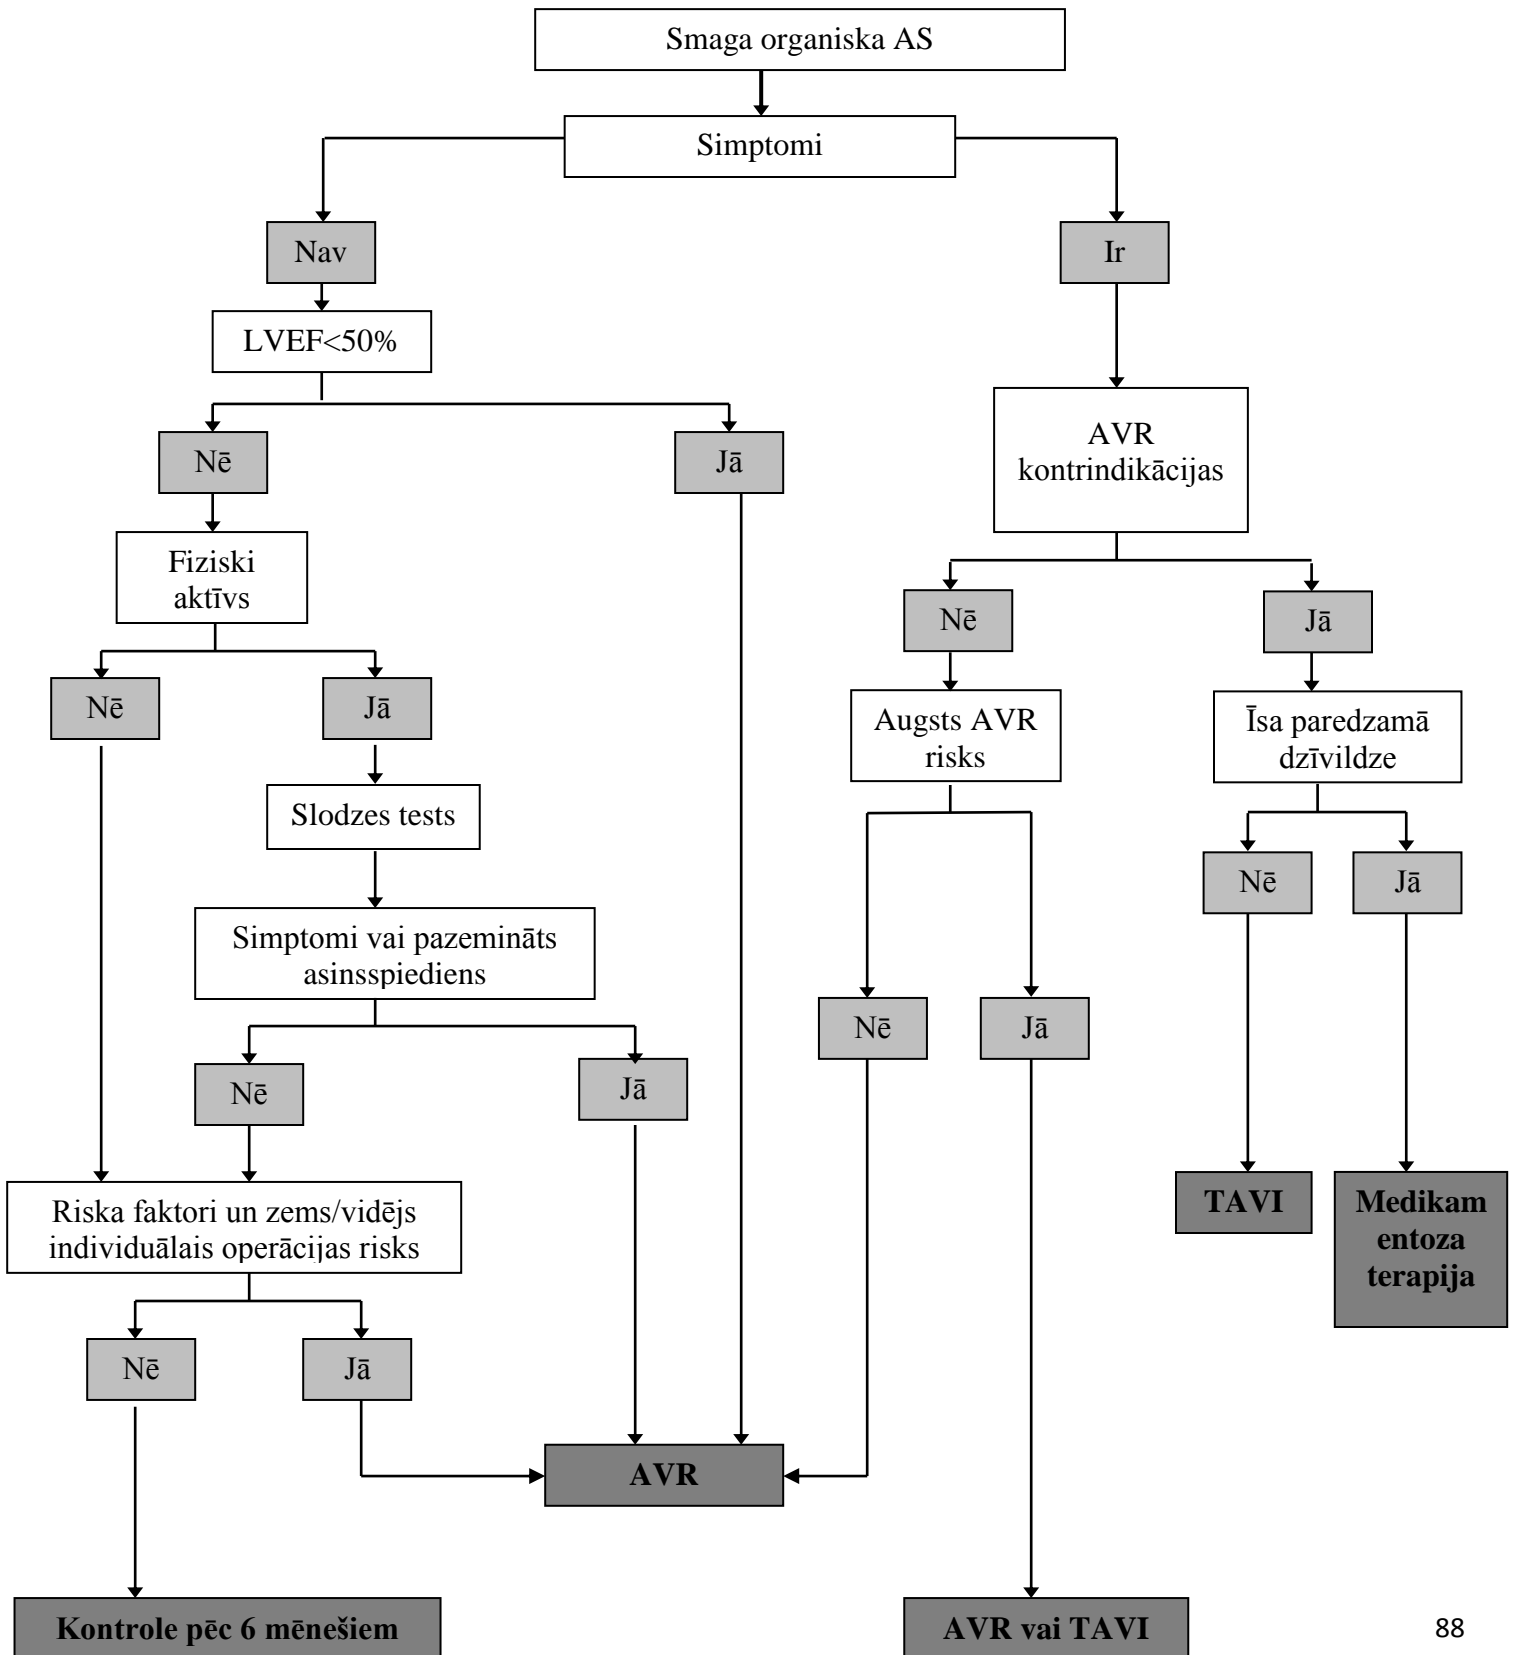 Smaga organiska AS
Simptomi
Nav
Ir
LVEF<50%
AVR
kontrindikācijas
Nē
Jā
Fiziski
aktīvs
Nē
Jā
Nē
Jā
Augsts AVR
risks
Īsa paredzamā
dzīvildze
Slodzes tests
Nē
Jā
Simptomi vai pazemināts
asinsspiediens
Nē
Jā
Nē
Jā
TAVI
Medikam
entoza
terapija
Riska faktori un zems/vidējs
individuālais operācijas risks
Nē
Jā
AVR
Kontrole pēc 6 mēnešiem
AVR vai TAVI
88